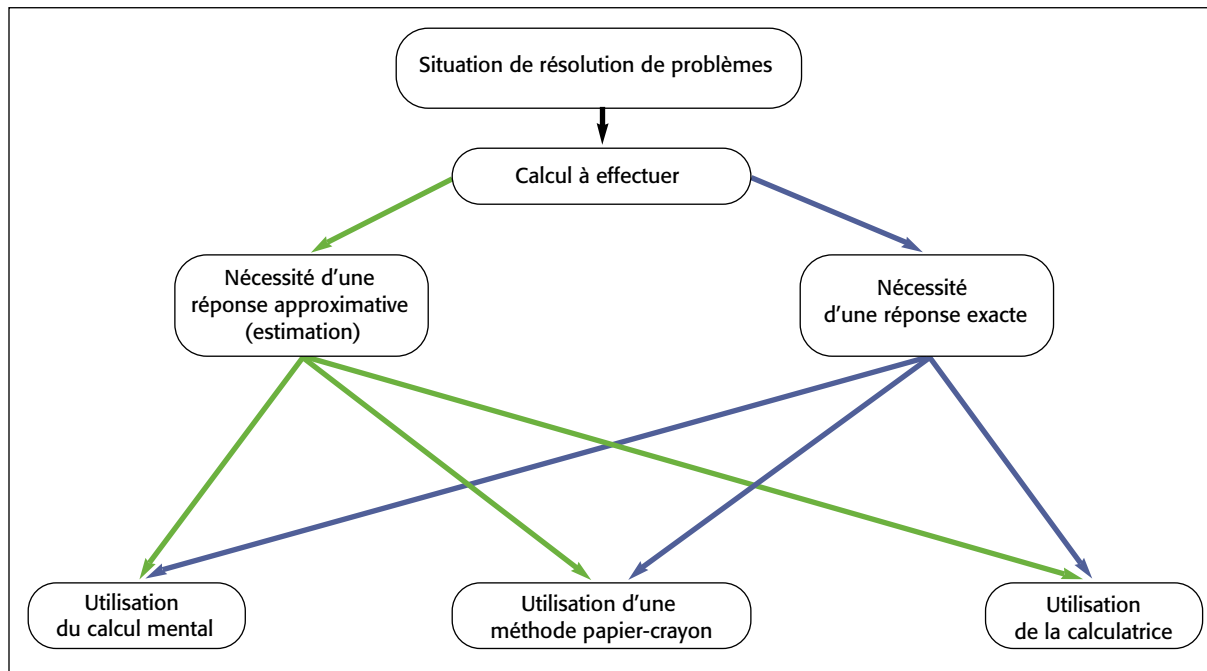 Situation de résolution de problèmes
Calcul à effectuer
Nécessité d'une
réponse approximative
(estimation)
Nécessité
d'une réponse exacte
Utilisation
du calcul mental
Utilisation d'une
méthode papier-crayon
Utilisation
de la calculatrice